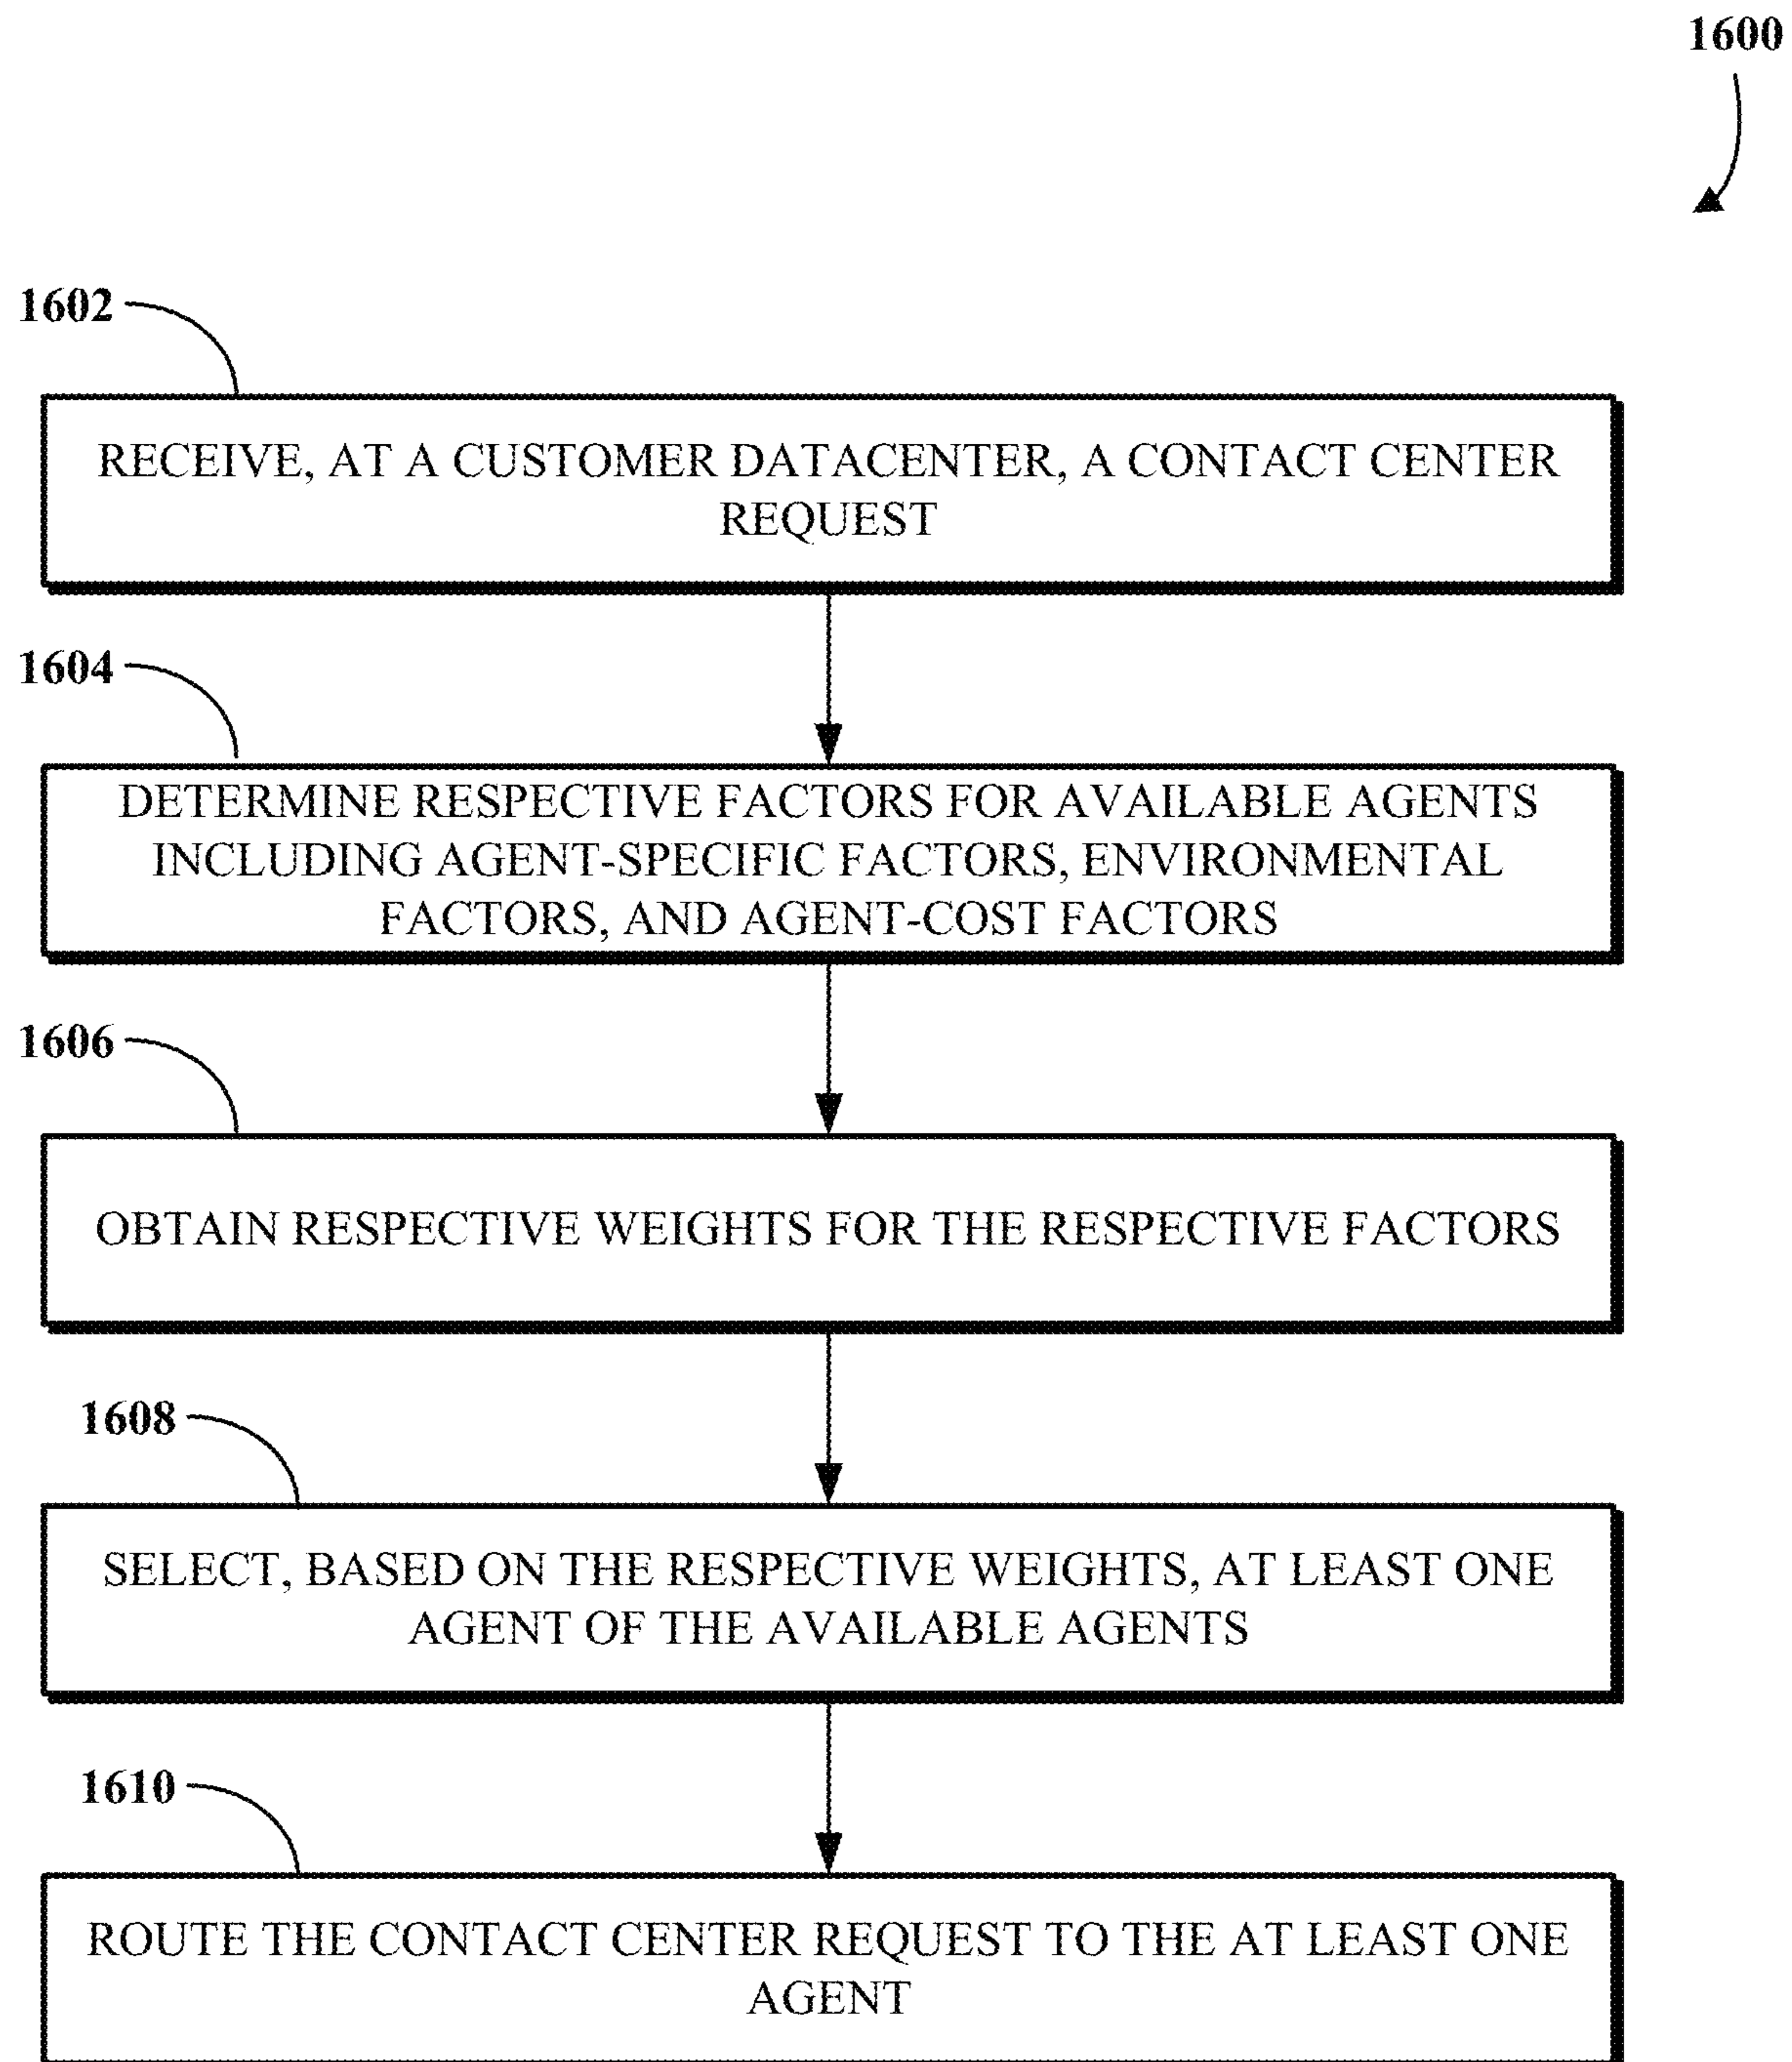 1600
1602
RECEIVE, AT A CUSTOMER DATACENTER, A CONTACT CENTER
REQUEST
1604
DETERMINE RESPECTIVE FACTORS FOR AVAILABLE AGENTS
INCLUDING AGENT-SPECIFIC FACTORS, ENVIRONMENTAL
FACTORS, AND AGENT-COST FACTORS
1606
OBTAIN RESPECTIVE WEIGHTS FOR THE RESPECTIVE FACTORS
1608
SELECT, BASED ON THE RESPECTIVE WEIGHTS, AT LEAST ONE
AGENT OF THE AVAILABLE AGENTS
1610
ROUTE THE CONTACT CENTER REQUEST TO THE AT LEAST ONE
AGENT